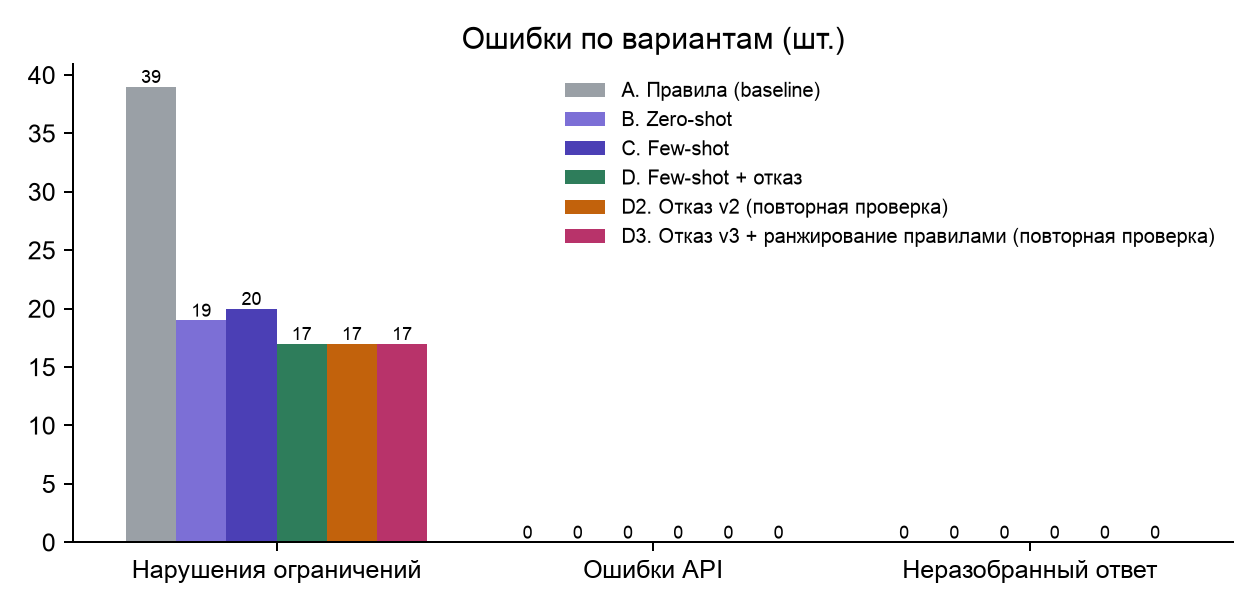 Ошибки по вариантам (шт.)
A. Правила (baseline)
B. Zero-shot
C. Few-shot
D. Few-shot + отказ
D2. Отказ v2 (повторная проверка)
D3. Отказ v3 + ранжирование правилами (повторная проверка)
40
35
30
25
20
15
10
5
0
39
19
20
17
17
17
0 0 0 0 0 0
0 0 0 0 0 0
Нарушения ограничений
Ошибки API
Неразобранный ответ